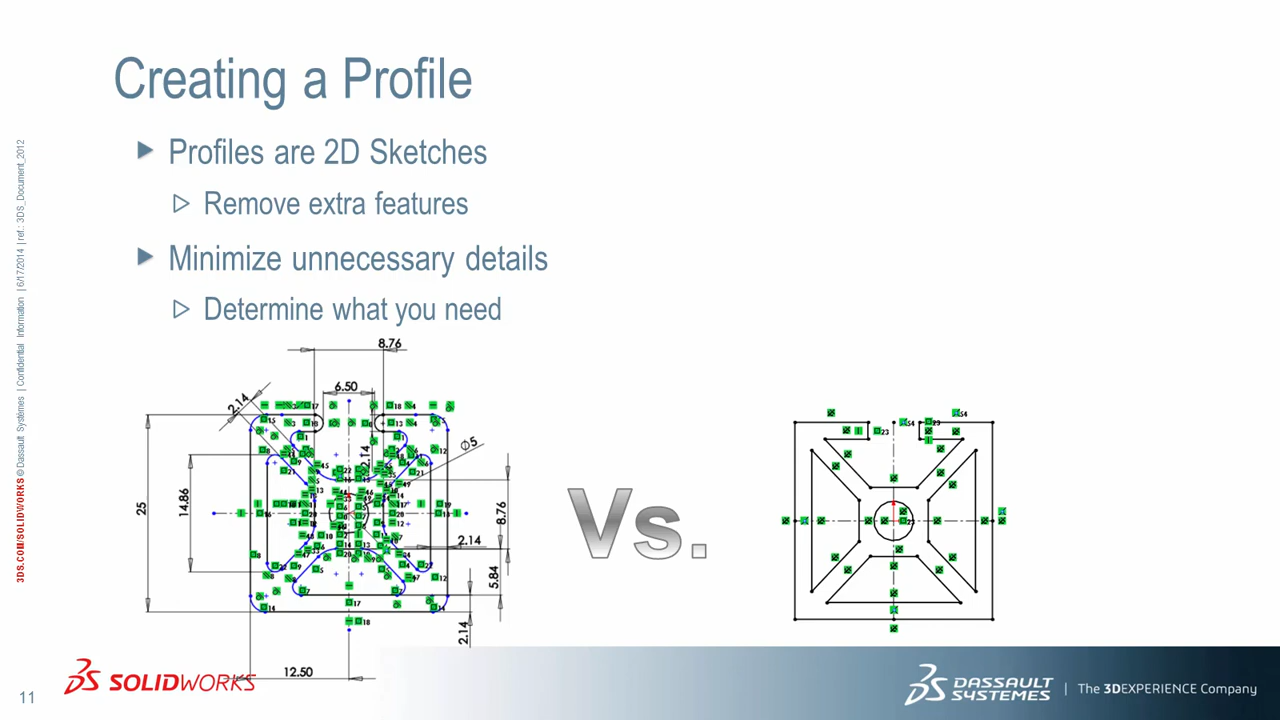 Creating a Profile
Profiles are 2D Sketches
Remove extra features
Minimize unnecessary details
Determine what you need
8.76
6.50
2.14
Ø5
2.14
25
14.86
8.76
2.14
5.84
2.14
12.50
Vs.
3DS.COM/SOLIDWORKS © Dassault Systèmes | Confidential Information | 6/17/2014 | ref.: 3DS_Document_2012
11
SOLIDWORKS
DASSAULT SYSTEMES | The 3DEXPERIENCE Company